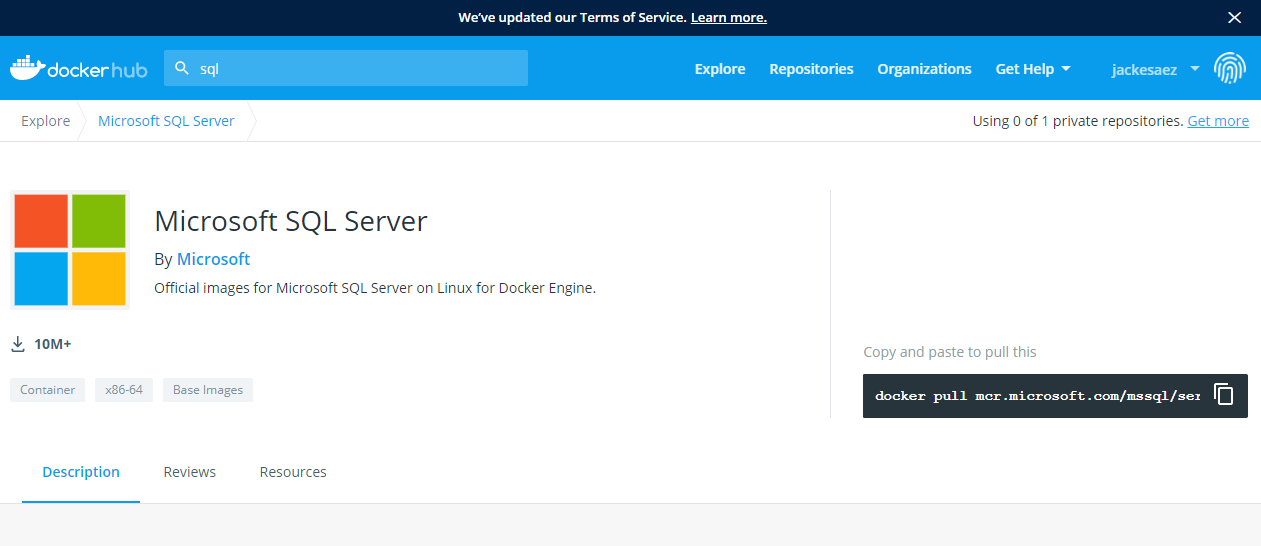 We've updated our Terms of Service. Learn more.
dockerhub
sql
Explore
Repositories
Organizations
Get Help
jackesaez
Explore
Microsoft SQL Server
Using 0 of 1 private repositories. Get more
Microsoft SQL Server
By Microsoft
Official images for Microsoft SQL Server on Linux for Docker Engine.
10M+
Container
x86-64
Base Images
Copy and paste to pull this
docker pull mcr.microsoft.com/mssql/ser
Description
Reviews
Resources